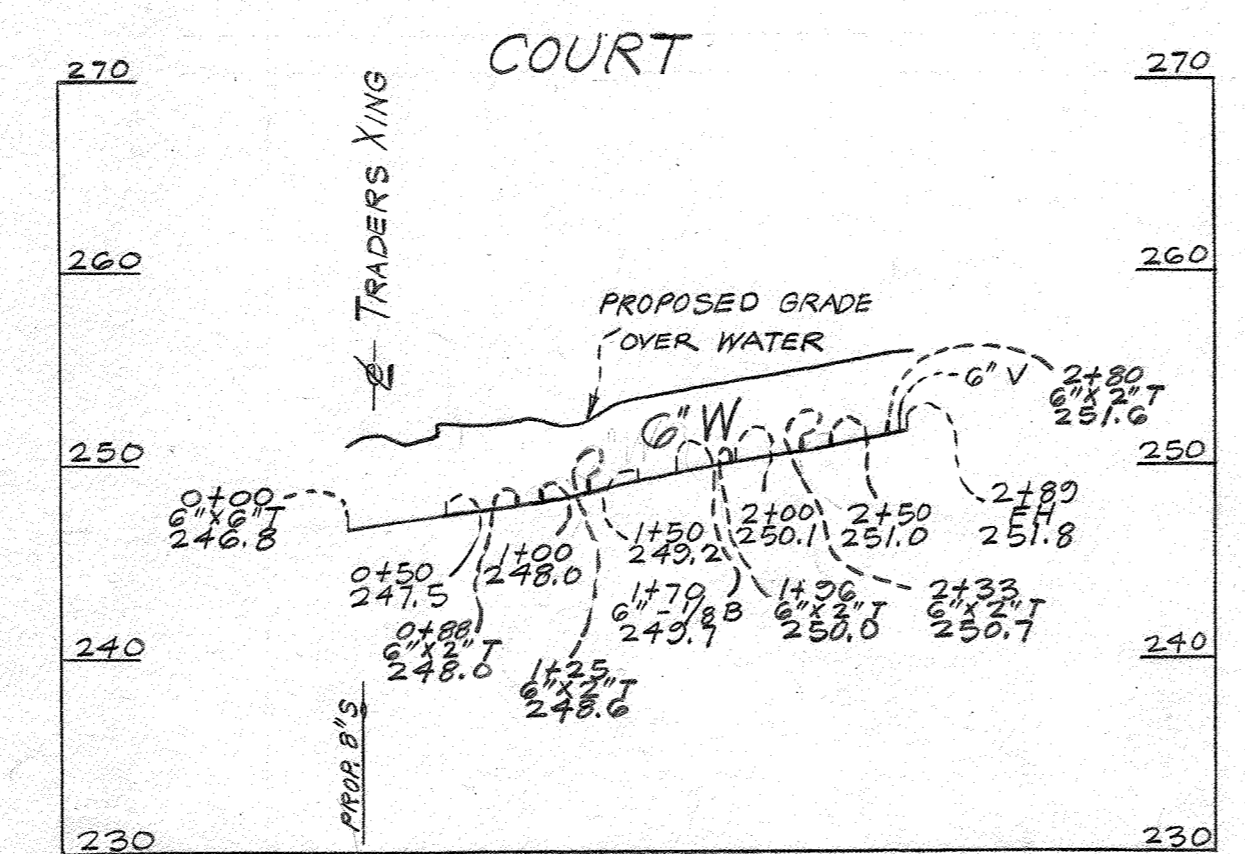 COURT
270
270
℄ TRADERS XING
260
260
PROPOSED GRADE
OVER WATER
6" V
2+80
6"X2"T
251.6
6" W
250
250
0+00
6"X6"T
246.8
2+89
FH
251.8
0+50
247.5
1+00
248.0
1+50
249.2
2+00
250.1
2+50
251.0
0+88
6"X2"T
248.0
1+25
6"X2"T
248.6
1+70
6"-1/8B
249.7
1+96
6"X2"T
250.0
2+33
6"X2"T
250.7
240
240
PROP. 8"S
230
230